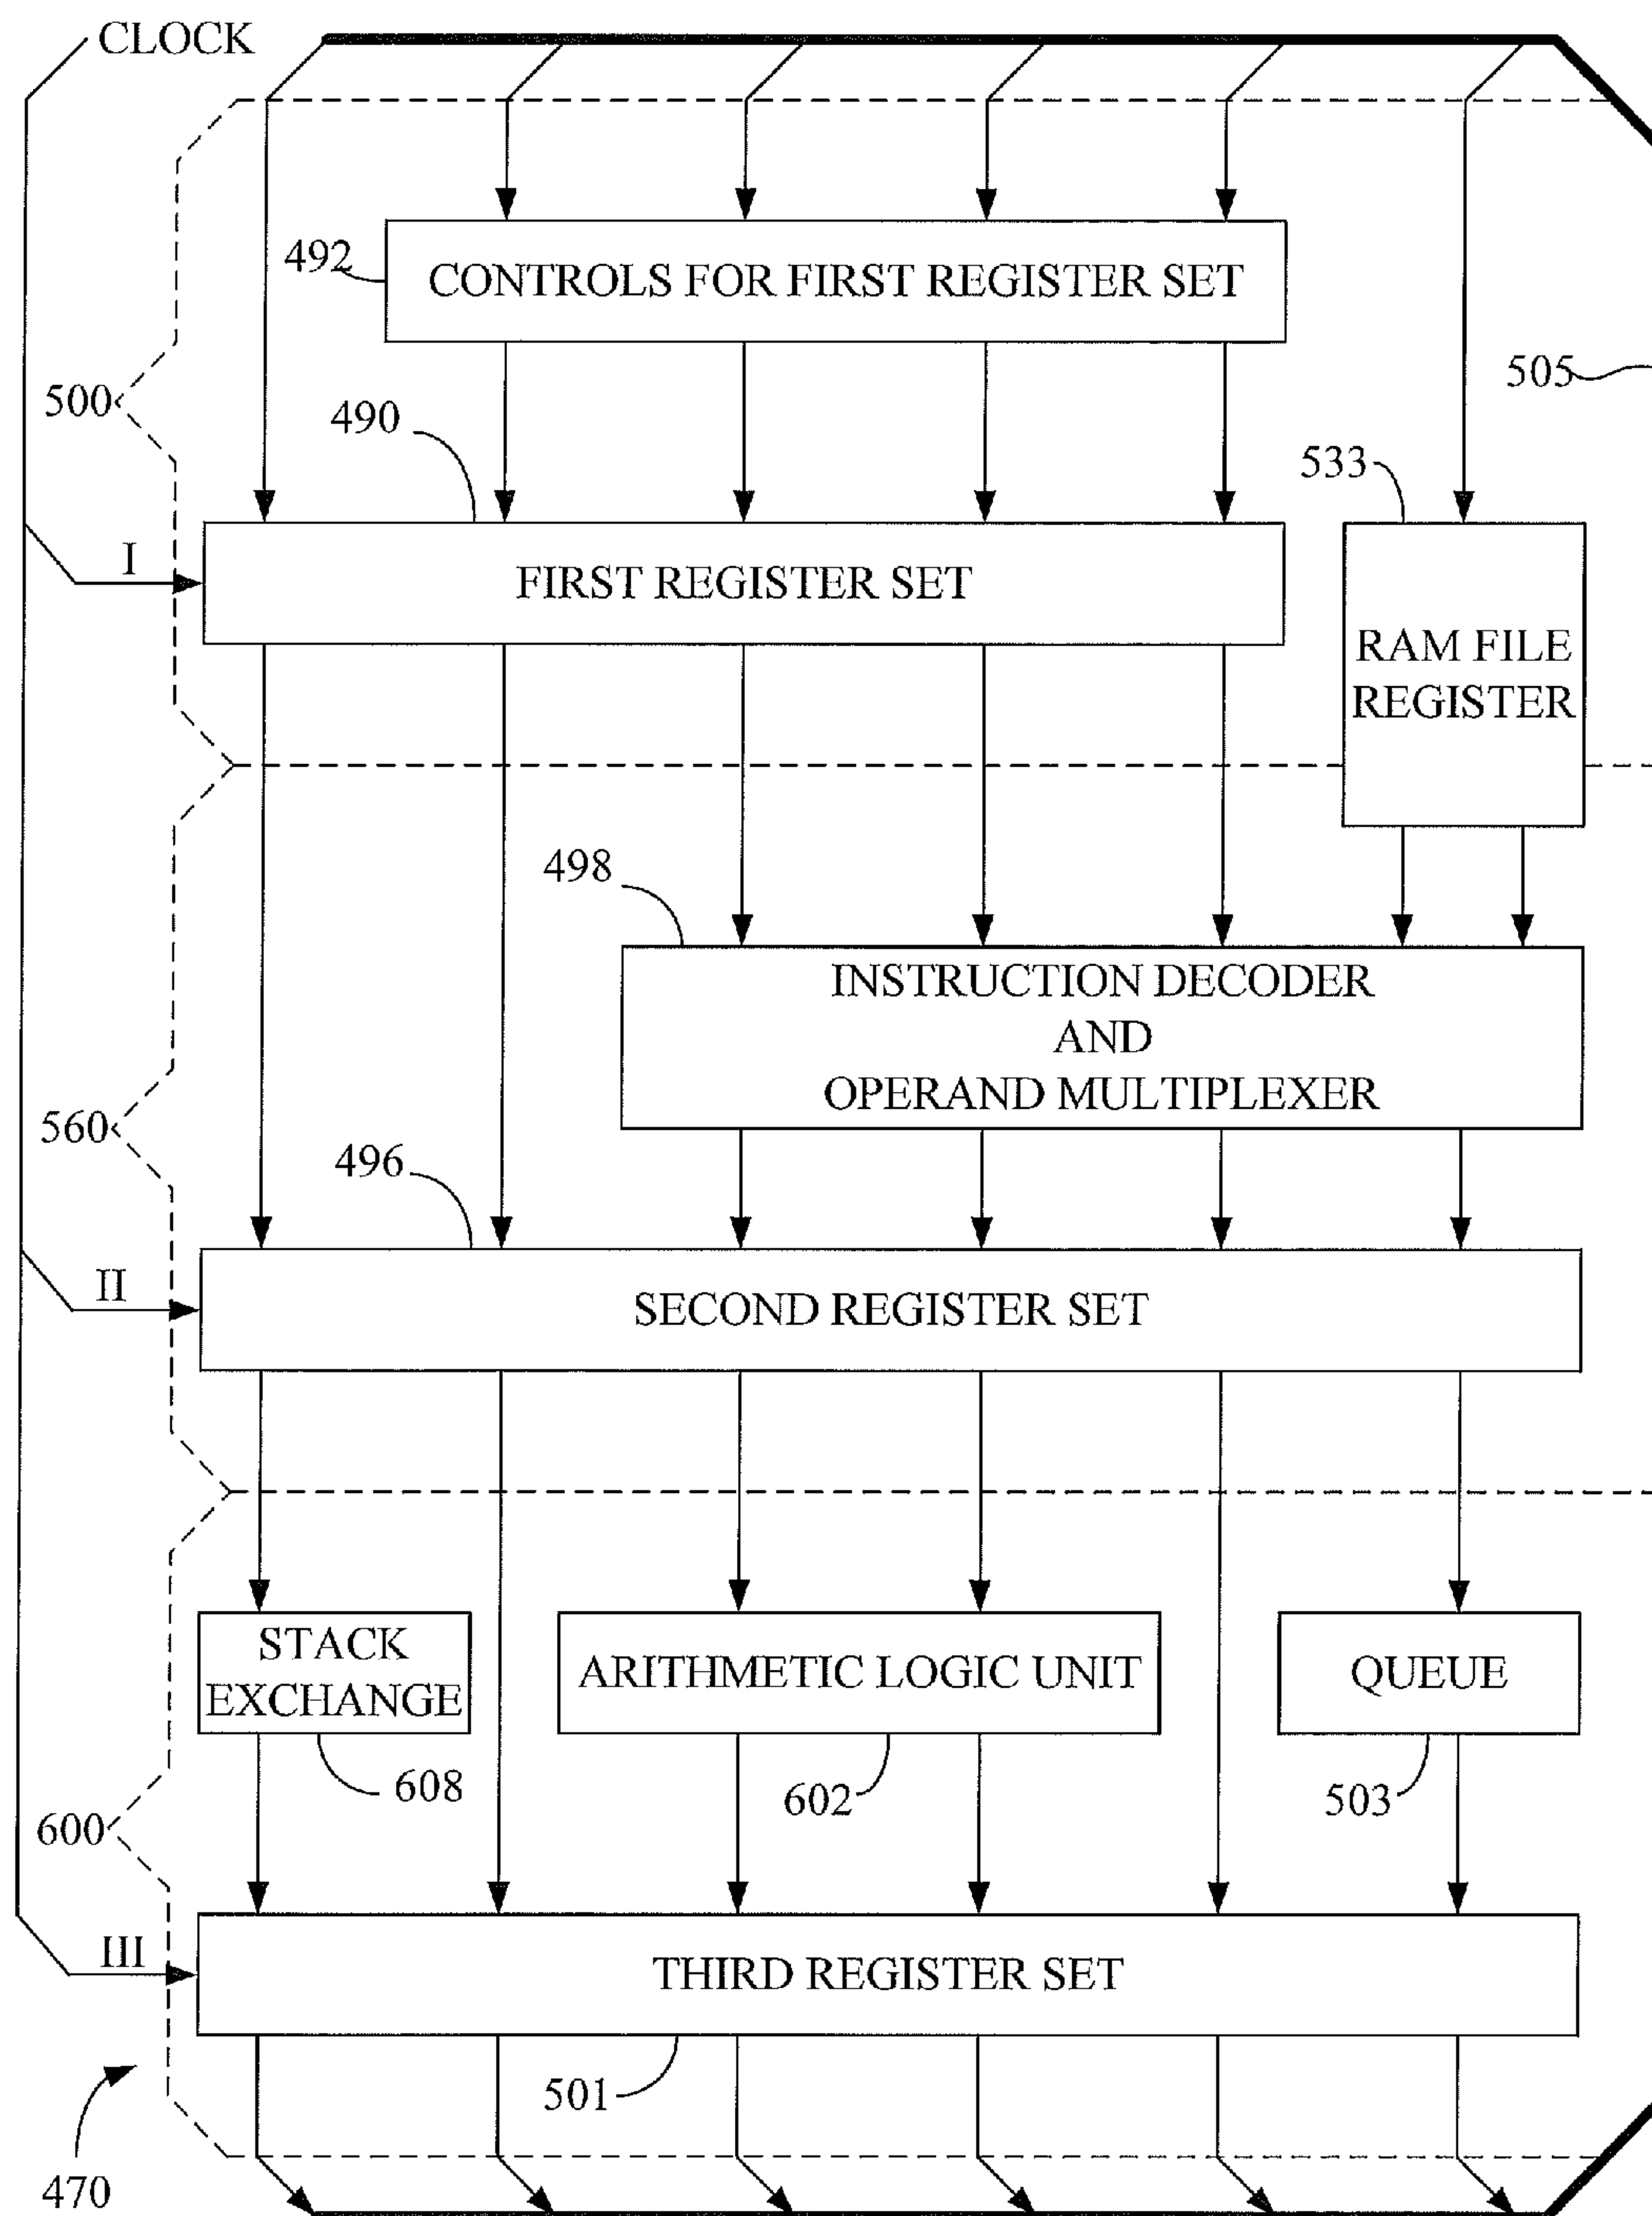 CLOCK
492
CONTROLS FOR FIRST REGISTER SET
500
505
490
533
I
FIRST REGISTER SET
RAM FILE
REGISTER
498
INSTRUCTION DECODER
AND
OPERAND MULTIPLEXER
560
496
II
SECOND REGISTER SET
STACK
EXCHANGE
ARITHMETIC LOGIC UNIT
QUEUE
608
602
503
600
III
THIRD REGISTER SET
501
470